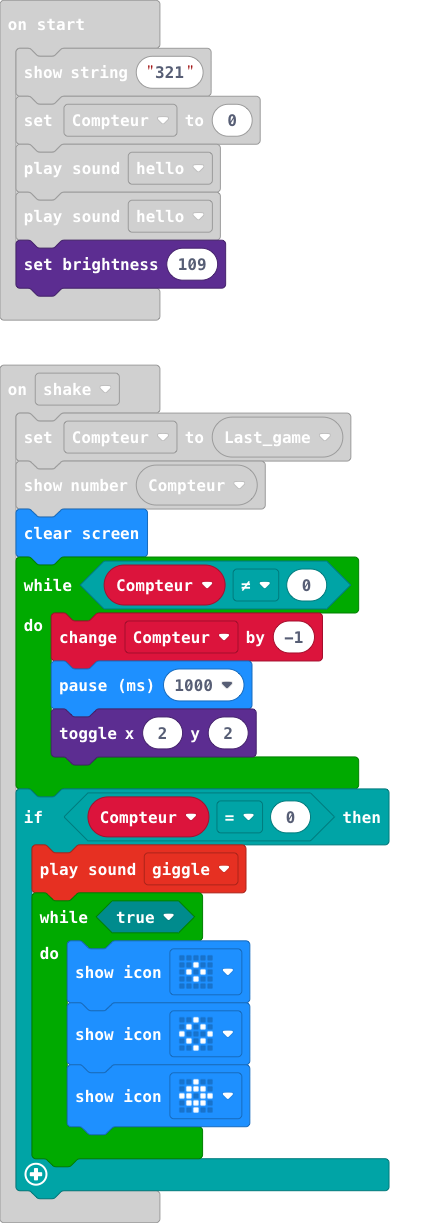 on start
show string "321"
set Compteur to 0
play sound hello
play sound hello
set brightness 109
on shake
set Compteur to Last_game
show number Compteur
clear screen
while Compteur ≠ 0
do change Compteur by -1
pause (ms) 1000
toggle x 2 y 2
if Compteur = 0 then
play sound giggle
while true
do show icon
show icon
show icon